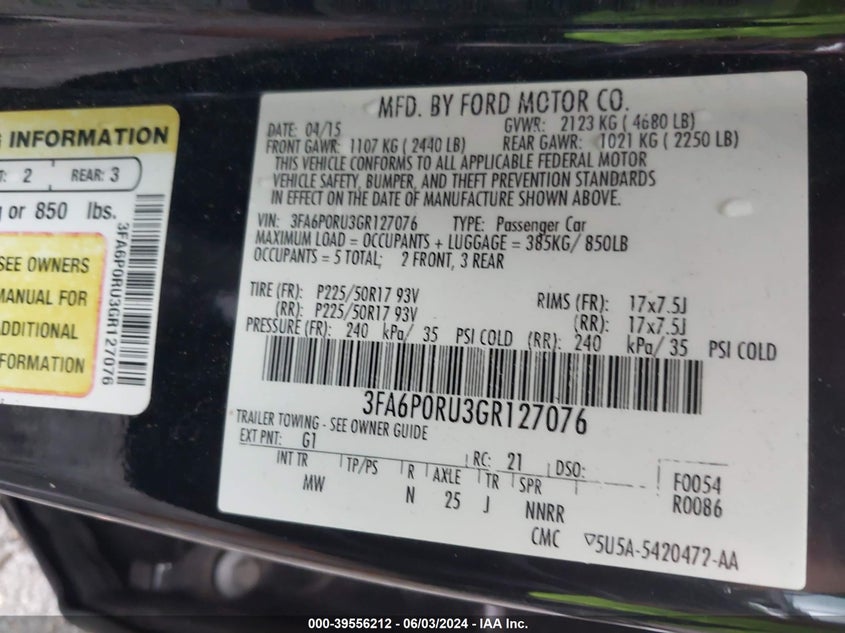 G INFORMATION
T: 2 REAR: 3
g or 850 lbs.
SEE OWNERS
MANUAL FOR
ADDITIONAL
INFORMATION
3FA6P0RU3GR127076
MFD. BY FORD MOTOR CO.
DATE: 04/15 GVWR: 2123 KG ( 4680 LB)
FRONT GAWR: 1107 KG ( 2440 LB) REAR GAWR: 1021 KG ( 2250 LB)
THIS VEHICLE CONFORMS TO ALL APPLICABLE FEDERAL MOTOR
VEHICLE SAFETY, BUMPER, AND THEFT PREVENTION STANDARDS
IN EFFECT ON THE DATE OF MANUFACTURE SHOWN ABOVE.
VIN: 3FA6P0RU3GR127076 TYPE: Passenger Car
MAXIMUM LOAD = OCCUPANTS + LUGGAGE = 385KG/ 850LB
OCCUPANTS = 5 TOTAL; 2 FRONT, 3 REAR
TIRE (FR): P225/50R17 93V RIMS (FR): 17x7.5J
(RR): P225/50R17 93V (RR): 17x7.5J
PRESSURE (FR): 240 kPa/ 35 PSI COLD (RR): 240 kPa/ 35 PSI COLD
3FA6P0RU3GR127076
TRAILER TOWING - SEE OWNER GUIDE
EXT PNT: G1 RC: 21 DSO: F0054
INT TR TP/PS R AXLE TR SPR R0086
MW N 25 J NNRR
CMC ▽5U5A-5420472-AA
000-39556212 - 06/03/2024 - IAA Inc.